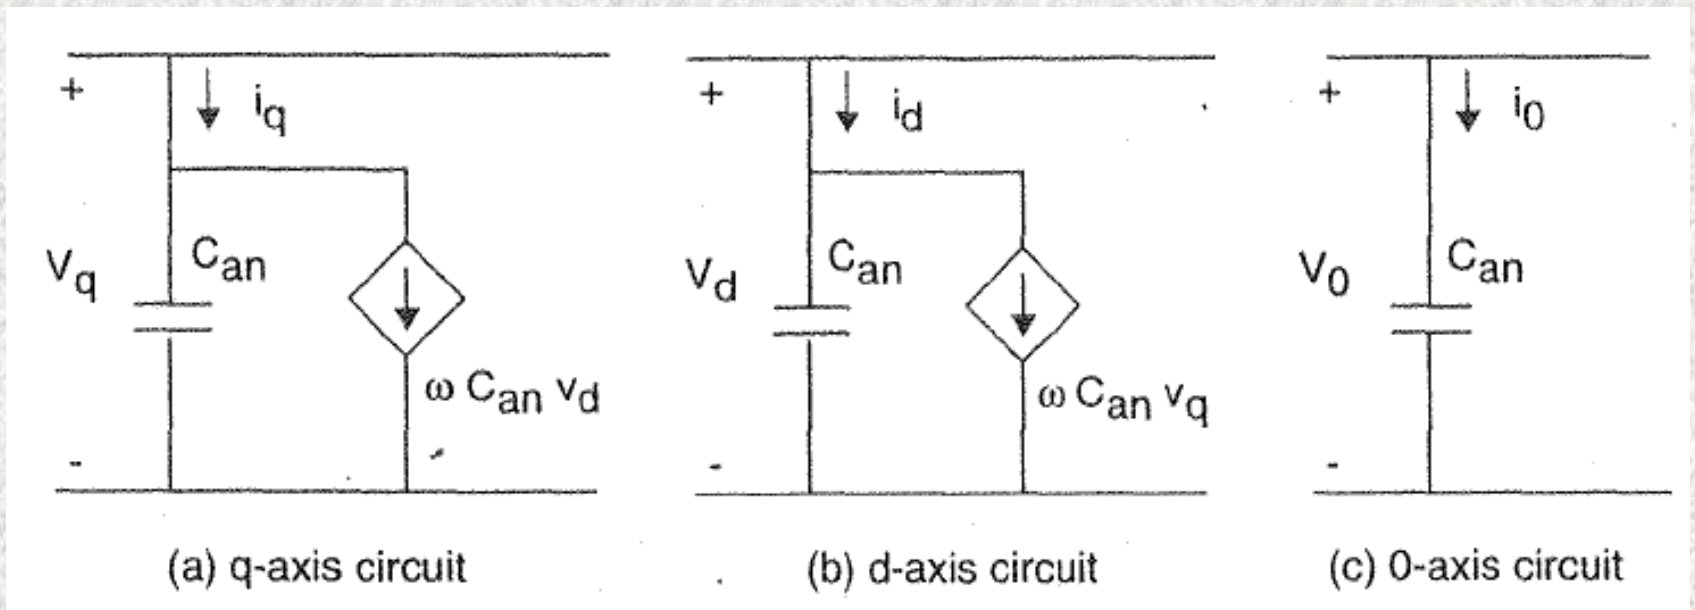 + iq + id + i0
Vq Can Vd Can V0 Can
ω Can vd ω Can vq
- - -
(a) q-axis circuit (b) d-axis circuit (c) 0-axis circuit